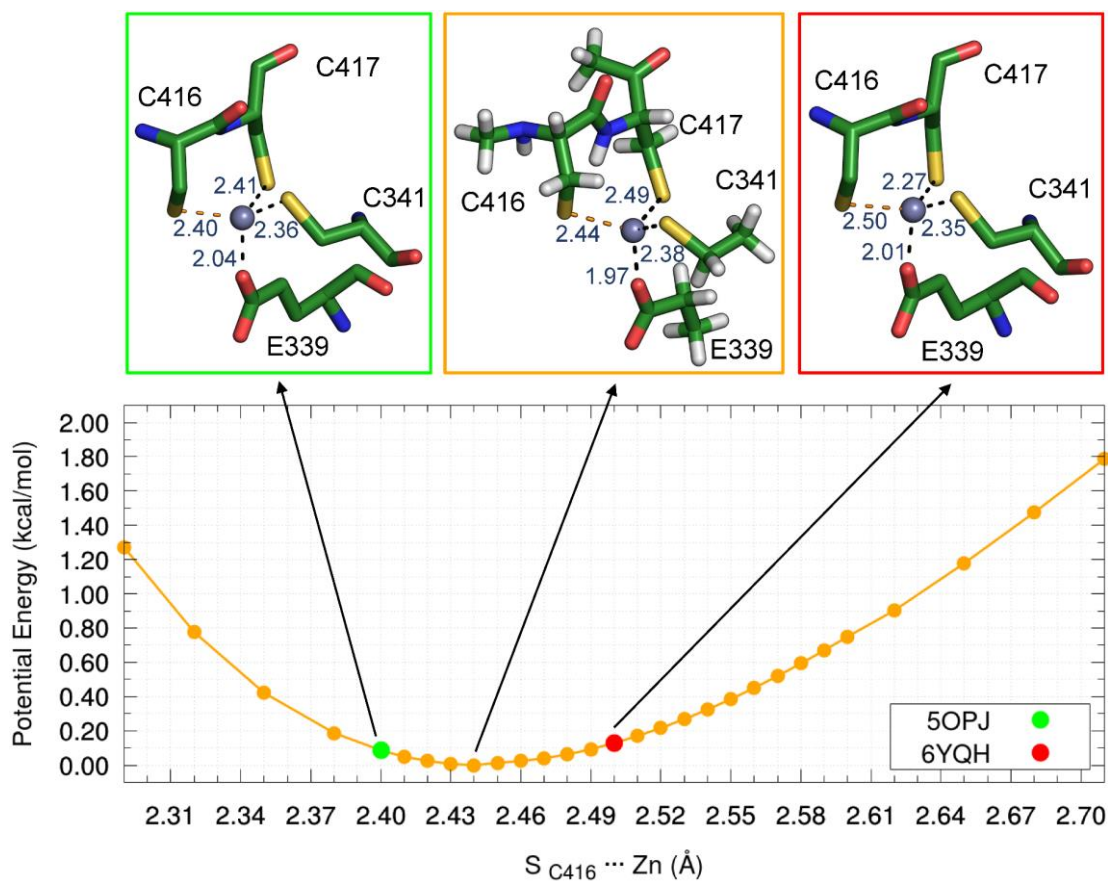 C417
C416
2.41
C341
2.40
2.36
2.04
E339
C417
C416
2.49
C341
2.44
2.38
1.97
E339
C417
C416
2.27
C341
2.50
2.35
2.01
E339
Potential Energy (kcal/mol)
2.00
1.80
1.40
1.20
1.00
0.80
0.60
0.40
0.20
0.00
5OPJ
6YQH
2.31 2.34 2.37 2.40 2.43 2.46 2.49 2.52 2.55 2.58 2.61 2.64 2.67 2.70
S C416 ··· Zn (Å)